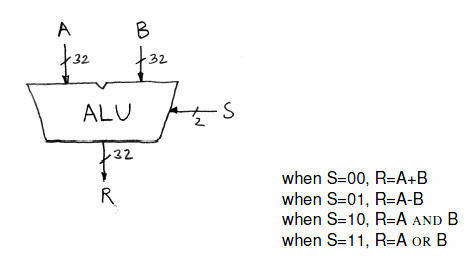 A B
32 32
ALU
S
2
32
R
when S=00, R=A+B
when S=01, R=A-B
when S=10, R=A AND B
when S=11, R=A OR B